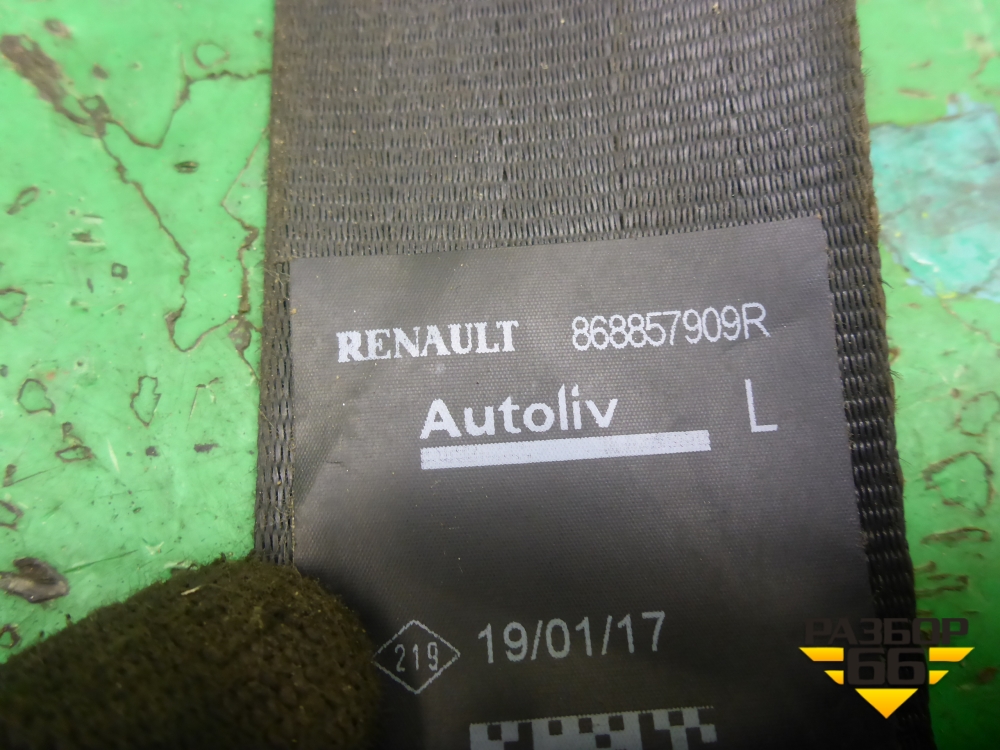 RENAULT 868857909R
Autoliv L
219 19/01/17
РАЗБОР
66